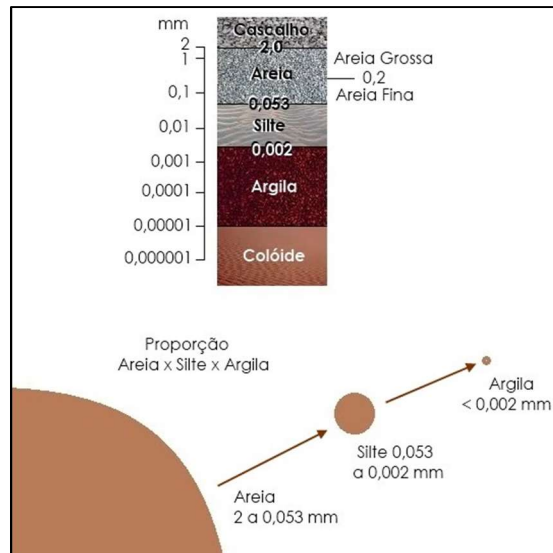 mm
2
1
0,1
0,01
0,001
0,0001
0,00001
0,000001
Cascalho
2,0
Areia
0,053
Silte
0,002
Argila
Colóide
Areia Grossa
0,2
Areia Fina
Proporção
Areia x Silte x Argila
Argila
< 0,002 mm
Silte 0,053
a 0,002 mm
Areia
2 a 0,053 mm